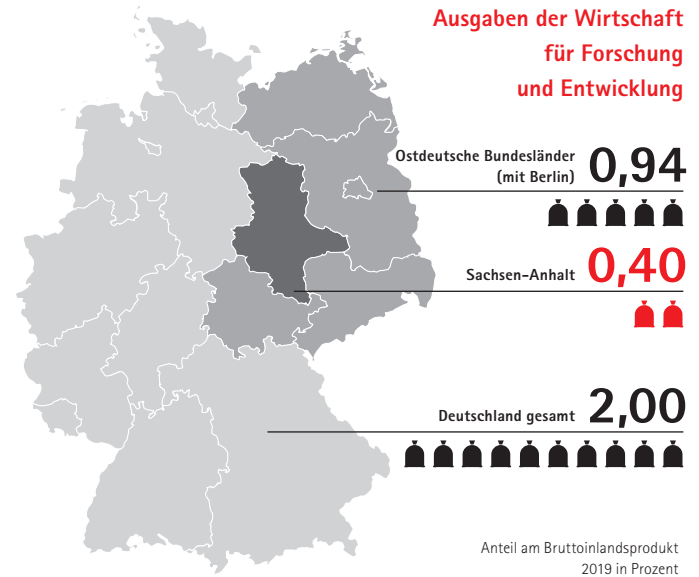 Ausgaben der Wirtschaft
für Forschung
und Entwicklung
Ostdeutsche Bundesländer
(mit Berlin)
0,94
Sachsen-Anhalt
0,40
Deutschland gesamt
2,00
Anteil am Bruttoinlandsprodukt
2019 in Prozent